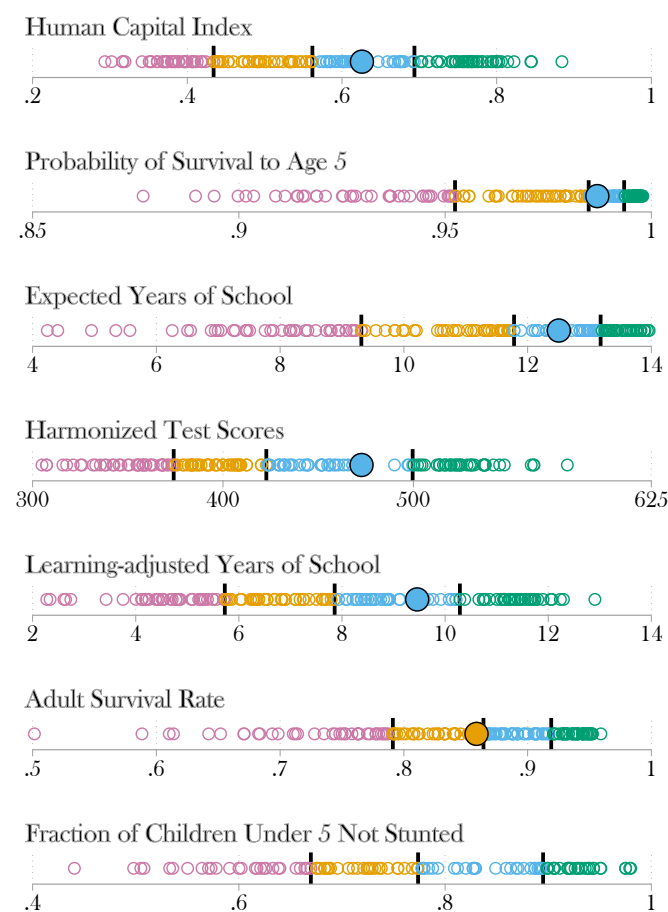 Human Capital Index
.2 .4 .6 .8 1
Probability of Survival to Age 5
.85 .9 .95 1
Expected Years of School
4 6 8 10 12 14
Harmonized Test Scores
300 400 500 625
Learning-adjusted Years of School
2 4 6 8 10 12 14
Adult Survival Rate
.5 .6 .7 .8 .9 1
Fraction of Children Under 5 Not Stunted
.4 .6 .8 1